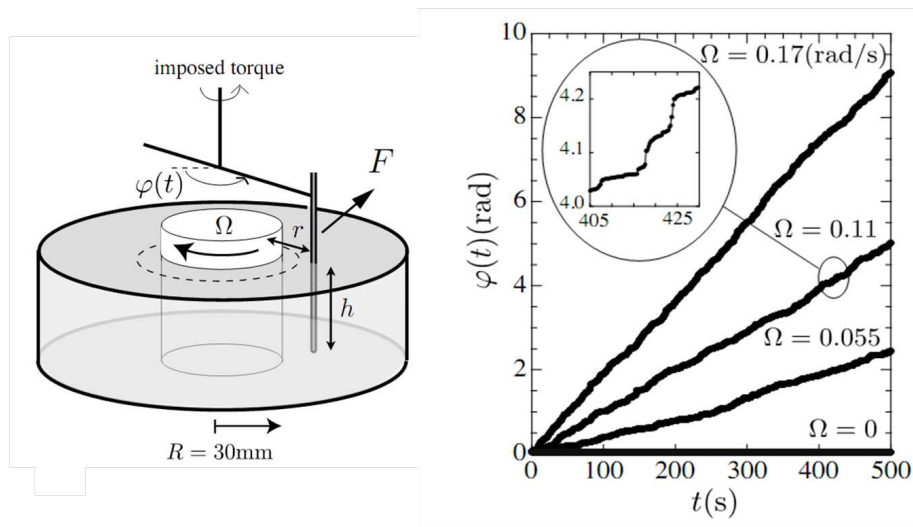 imposed torque
F
φ(t)
Ω
r
h
R = 30mm
10
8
6
4
2
0
φ(t)(rad)
Ω = 0.17(rad/s)
4.2
4.1
4.0
405
425
Ω = 0.11
Ω = 0.055
Ω = 0
0
100
200
300
400
500
t(s)